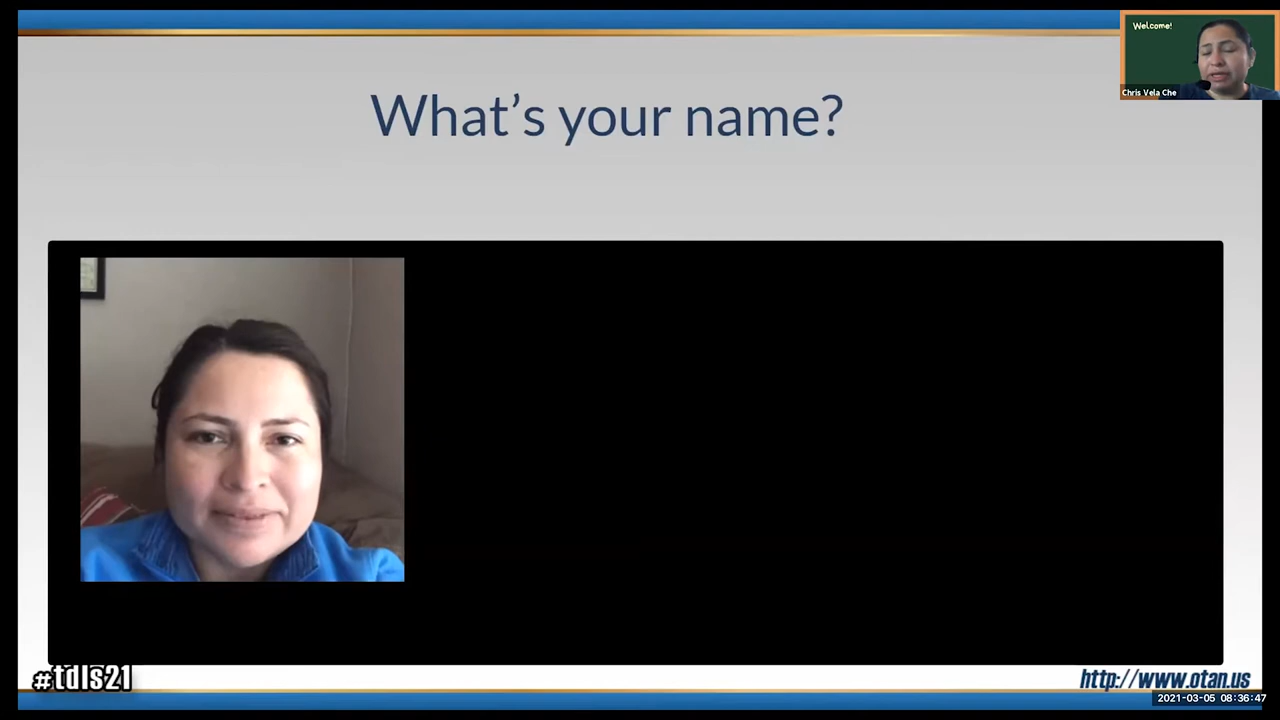 Welcome!
Chris Vela Che
What's your name?
#tdls21
http://www.otan.us
2021-03-05 08:36:47